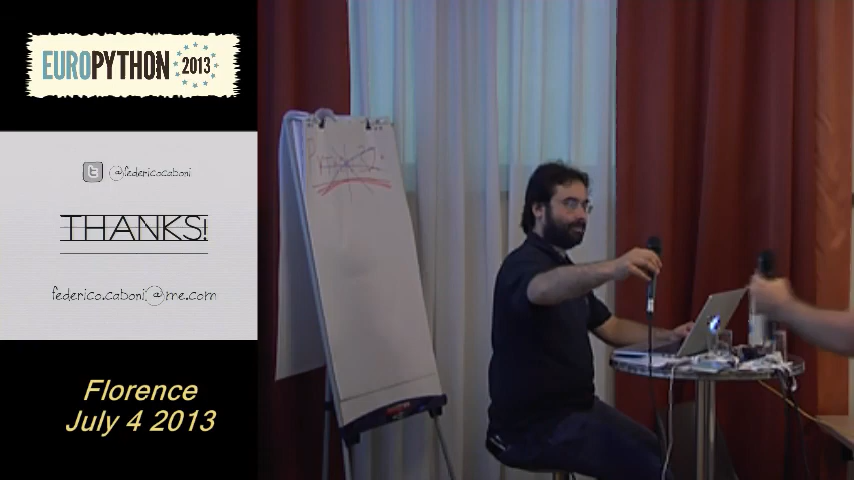 EUROPYTHON 2013
@federicocaboni
THANKS!
federico.caboni@me.com
Florence
July 4 2013